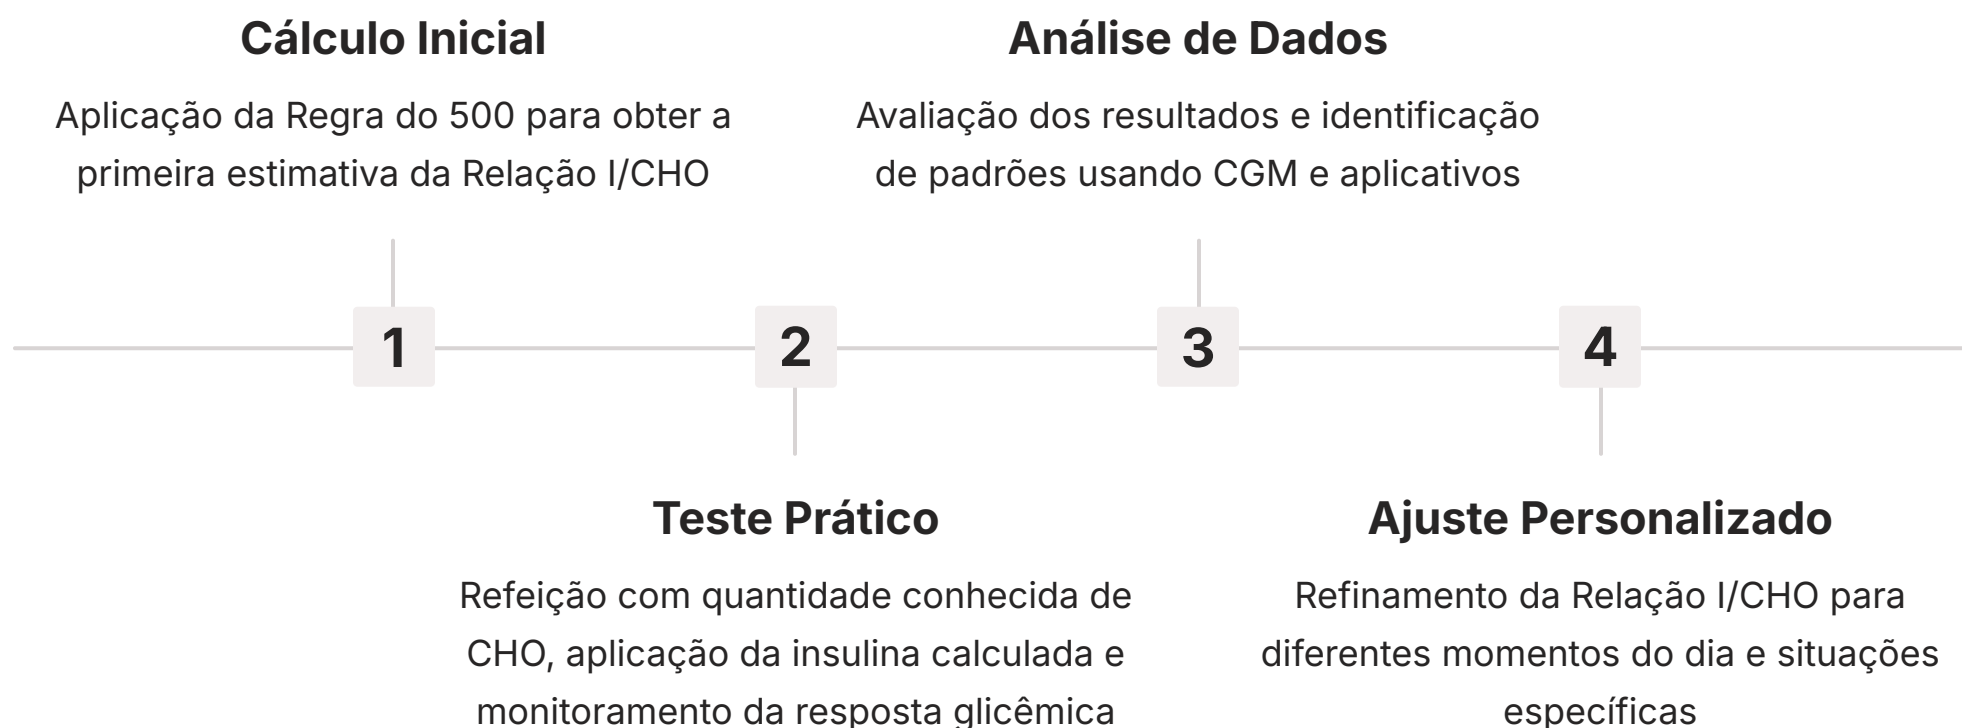 Cálculo Inicial
Aplicação da Regra do 500 para obter a
primeira estimativa da Relação I/CHO
Análise de Dados
Avaliação dos resultados e identificação
de padrões usando CGM e aplicativos
1
2
3
4
Teste Prático
Refeição com quantidade conhecida de
CHO, aplicação da insulina calculada e
monitoramento da resposta glicêmica
Ajuste Personalizado
Refinamento da Relação I/CHO para
diferentes momentos do dia e situações
específicas